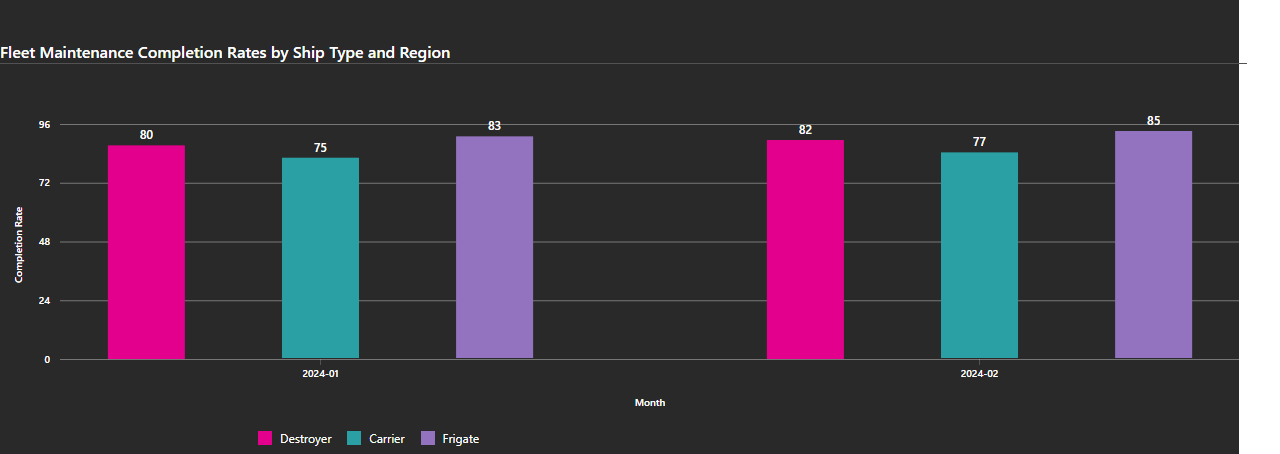 Fleet Maintenance Completion Rates by Ship Type and Region
96
72
48
24
0
Completion Rate
80
75
83
82
77
85
2024-01
2024-02
Month
Destroyer
Carrier
Frigate